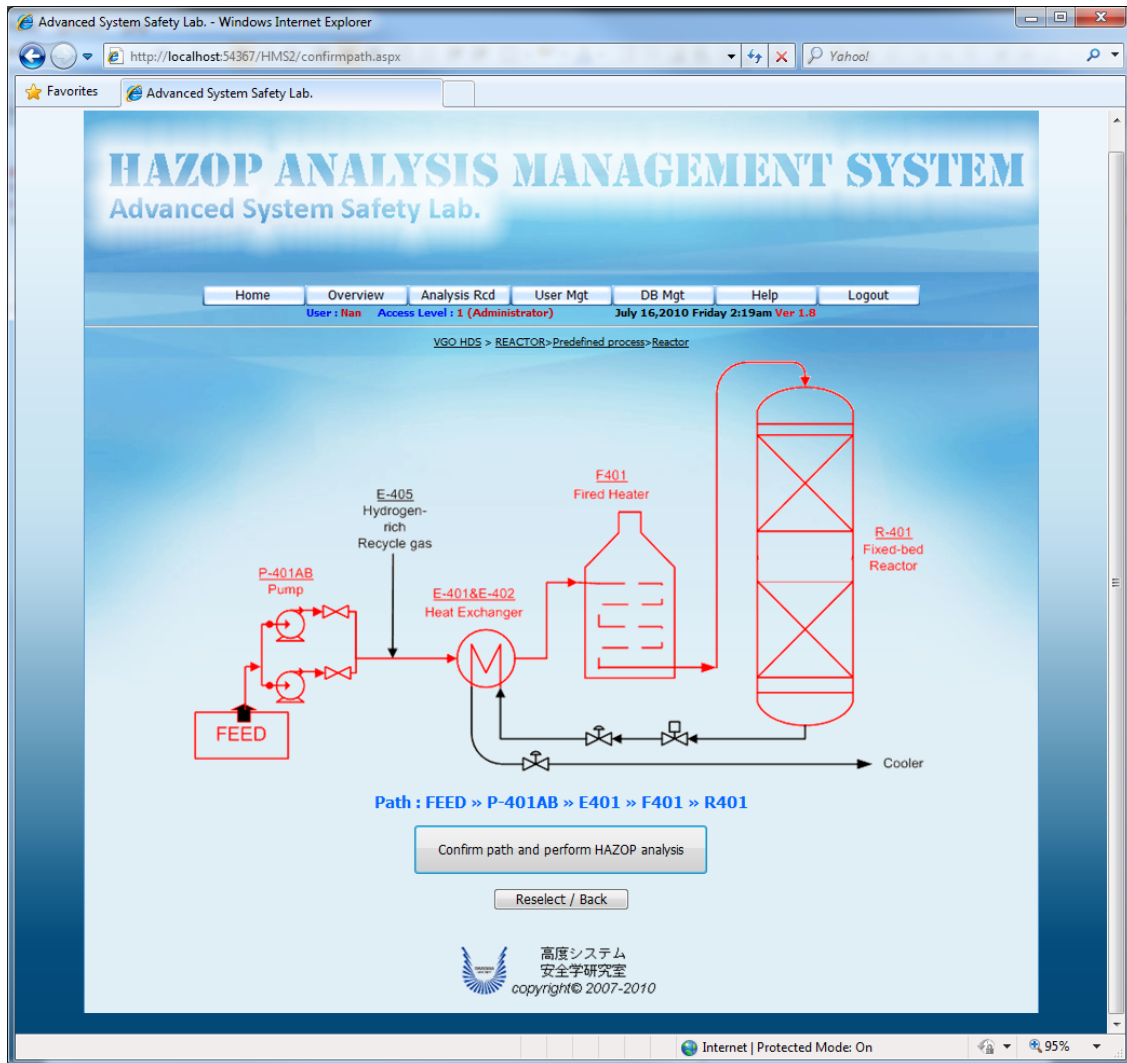 Advanced System Safety Lab. - Windows Internet Explorer
http://localhost:54367/HMS2/confirmpath.aspx
Yahoo!
Favorites
Advanced System Safety Lab.
HAZOP ANALYSIS MANAGEMENT SYSTEM
Advanced System Safety Lab.
Home Overview Analysis Rcd User Mgt DB Mgt Help Logout
User : Nan Access Level : 1 (Administrator) July 16,2010 Friday 2:19am Ver 1.8
VGO HDS > REACTOR>Predefined process>Reactor
F401
Fired Heater
E-405
Hydrogen-
rich
Recycle gas
R-401
Fixed-bed
Reactor
P-401AB
Pump
E-401&E-402
Heat Exchanger
FEED
Cooler
Path : FEED » P-401AB » E401 » F401 » R401
Confirm path and perform HAZOP analysis
Reselect / Back
高度システム
安全学研究室
copyright© 2007-2010
Internet | Protected Mode: On
95%